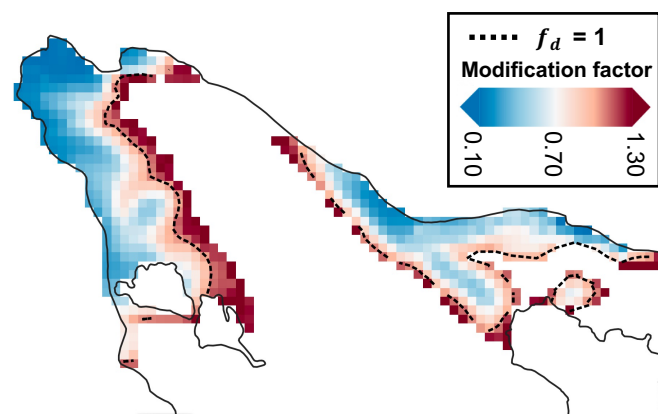 f_d = 1
Modification factor
0.10
0.70
1.30